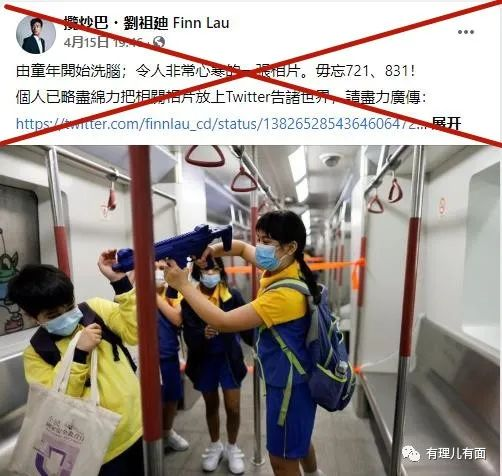 攬炒巴・劉祖廸 Finn Lau
4月15日 19:46
由童年開始洗腦；令人非常心寒的一張相片。毋忘721、831！
個人已略盡綿力把相關相片放上Twitter告諸世界，請盡力廣傳：
https://twitter.com/finnlau_cd/status/1382652854364606472... 展开
有理儿有面